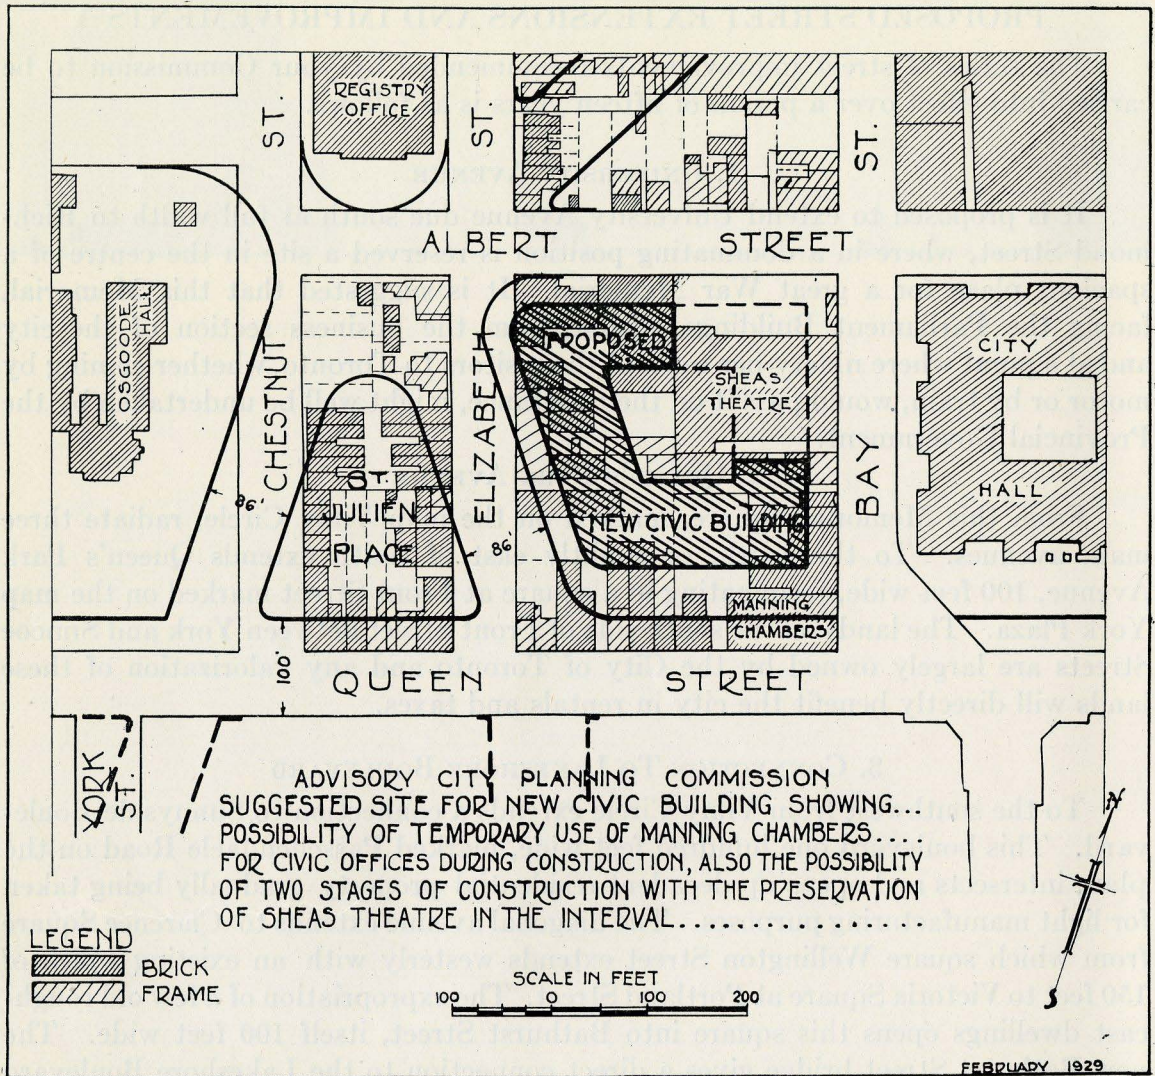 REGISTRY
OFFICE
ST.
ST.
ST.
ALBERT STREET
OSGOODE
HALL
CHESNUT
ELIZABETH
BAY
PROPOSED
SHEAS
THEATRE
CITY
HALL
ST.
JULIEN
PLACE
86'
86'
NEW CIVIC BUILDING
MANNING
CHAMBERS
100'
QUEEN STREET
YORK
ST.
ADVISORY CITY PLANNING COMMISSION
SUGGESTED SITE FOR NEW CIVIC BUILDING SHOWING..
POSSIBILITY OF TEMPORARY USE OF MANNING CHAMBERS...
FOR CIVIC OFFICES DURING CONSTRUCTION, ALSO THE POSSIBILITY
OF TWO STAGES OF CONSTRUCTION WITH THE PRESERVATION
OF SHEAS THEATRE IN THE INTERVAL
N
LEGEND
BRICK
FRAME
SCALE IN FEET
100 0 100 200
FEBRUARY 1929